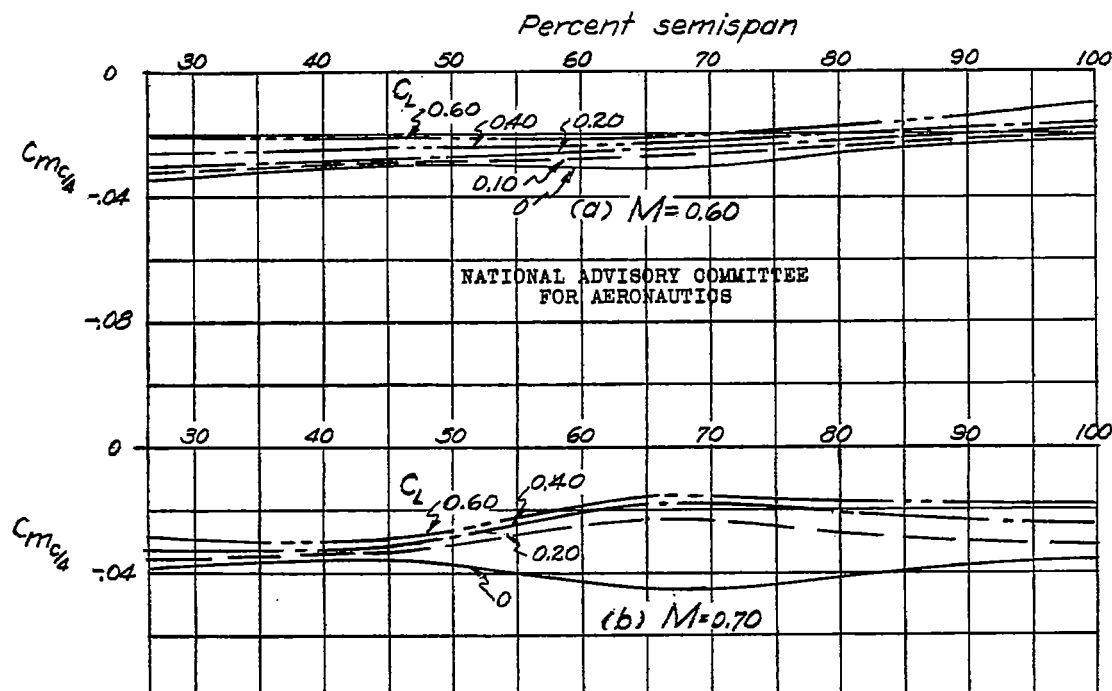 Percent semispan
30 40 50 60 70 80 90 100
0
C_L 0.60 0.40 0.20
C_mc/4
0.10
0 (a) M=0.60
-.04
NATIONAL ADVISORY COMMITTEE
FOR AERONAUTICS
-.08
30 40 50 60 70 80 90 100
0
C_L 0.60 0.40
C_mc/4
0.20
-.04
0
(b) M=0.70